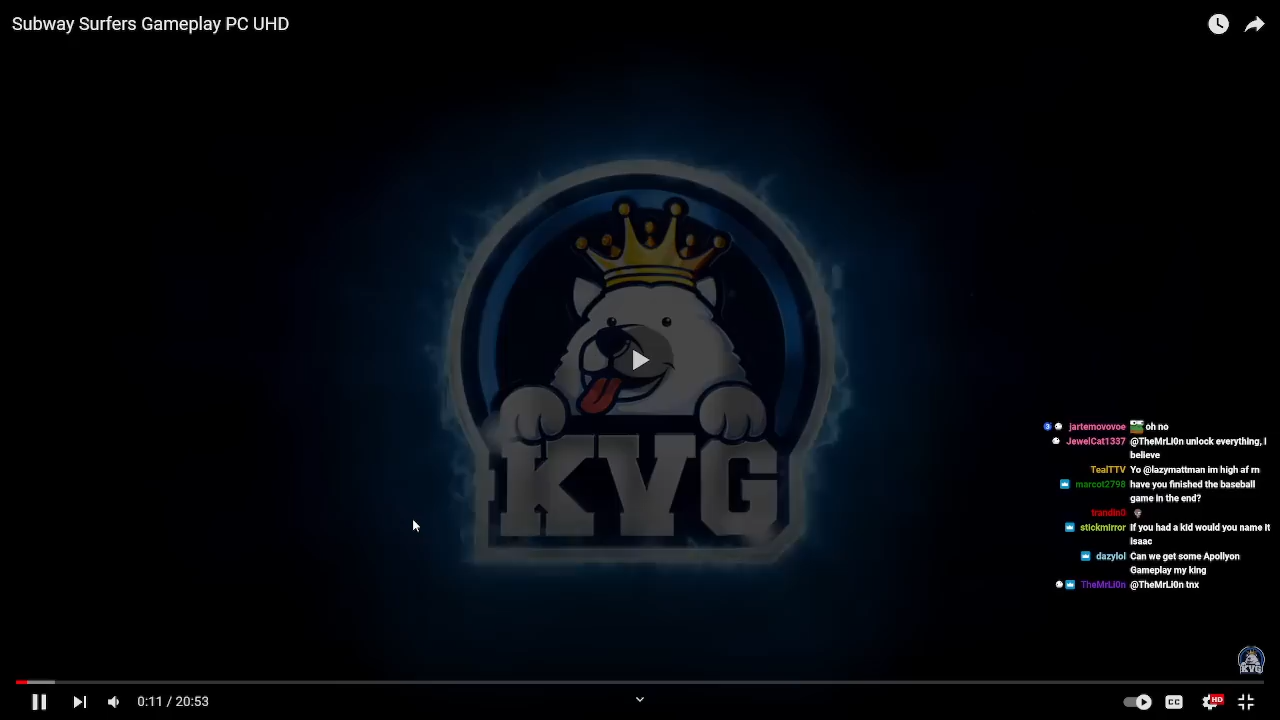 Subway Surfers Gameplay PC UHD
KVG
jartemovovoe oh no
JewelCat1337 @TheMrLi0n unlock everything, I
believe
TealTTV Yo @lazymattman im high af rn
marcot2798 have you finished the baseball
game in the end?
trandin0
stickmirror If you had a kid would you name it
isaac
dazylol Can we get some Apollyon
Gameplay my king
TheMrLi0n @TheMrLi0n tnx
KVG
0:11 / 20:53
CC
HD